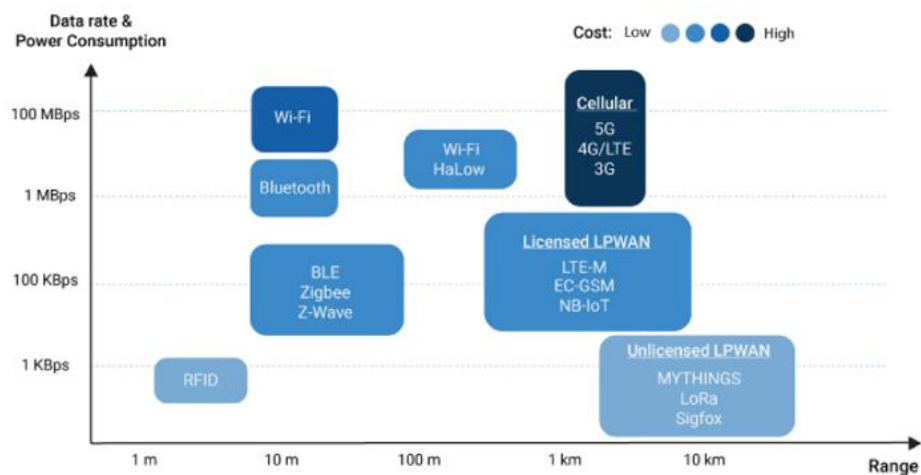 Data rate &
Power Consumption
Cost: Low High
100 MBps
1 MBps
100 KBps
1 KBps
Wi-Fi
Bluetooth
Wi-Fi
HaLow
Cellular
5G
4G/LTE
3G
BLE
Zigbee
Z-Wave
Licensed LPWAN
LTE-M
EC-GSM
NB-IoT
RFID
Unlicensed LPWAN
MYTHINGS
LoRa
Sigfox
1 m 10 m 100 m 1 km 10 km
Range